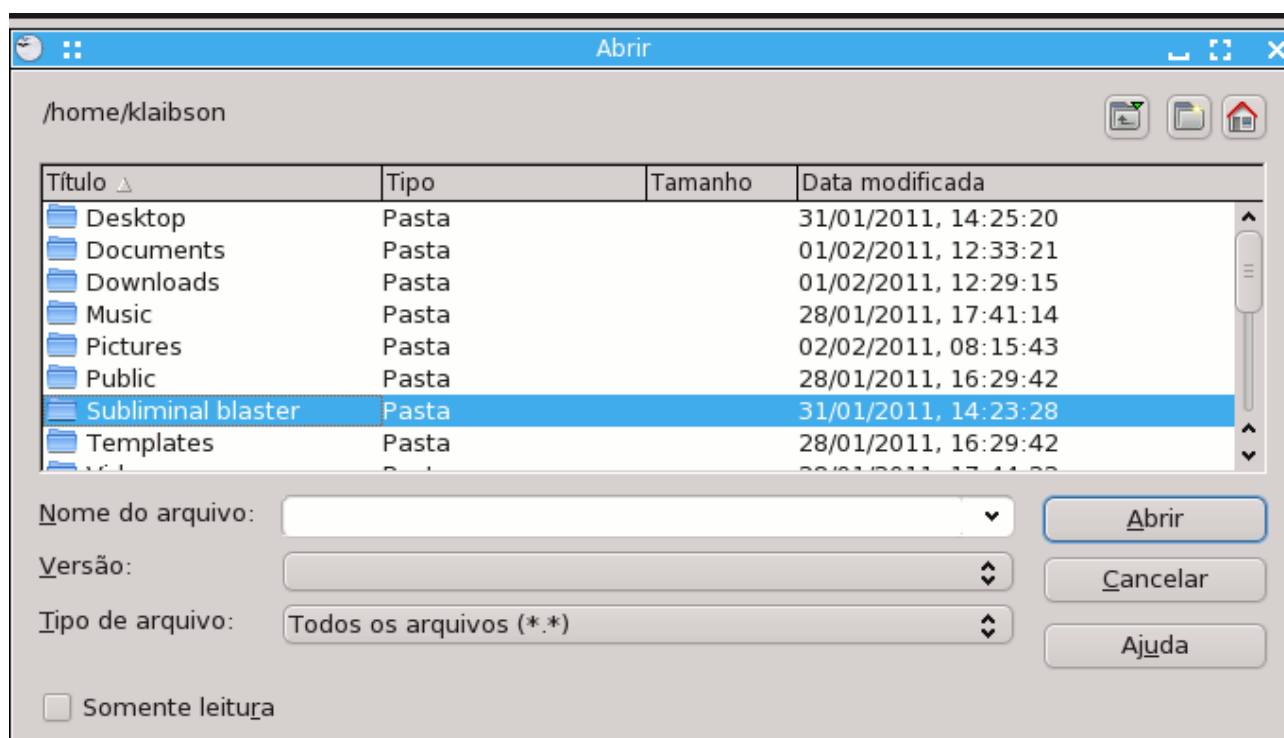 Abrir
/home/klaibson
Título Tipo Tamanho Data modificada
Desktop Pasta 31/01/2011, 14:25:20
Documents Pasta 01/02/2011, 12:33:21
Downloads Pasta 01/02/2011, 12:29:15
Music Pasta 28/01/2011, 17:41:14
Pictures Pasta 02/02/2011, 08:15:43
Public Pasta 28/01/2011, 16:29:42
Subliminal blaster Pasta 31/01/2011, 14:23:28
Templates Pasta 28/01/2011, 16:29:42
Nome do arquivo: Abrir
Versão: Cancelar
Tipo de arquivo: Todos os arquivos (*.*)
Ajuda
Somente leitura